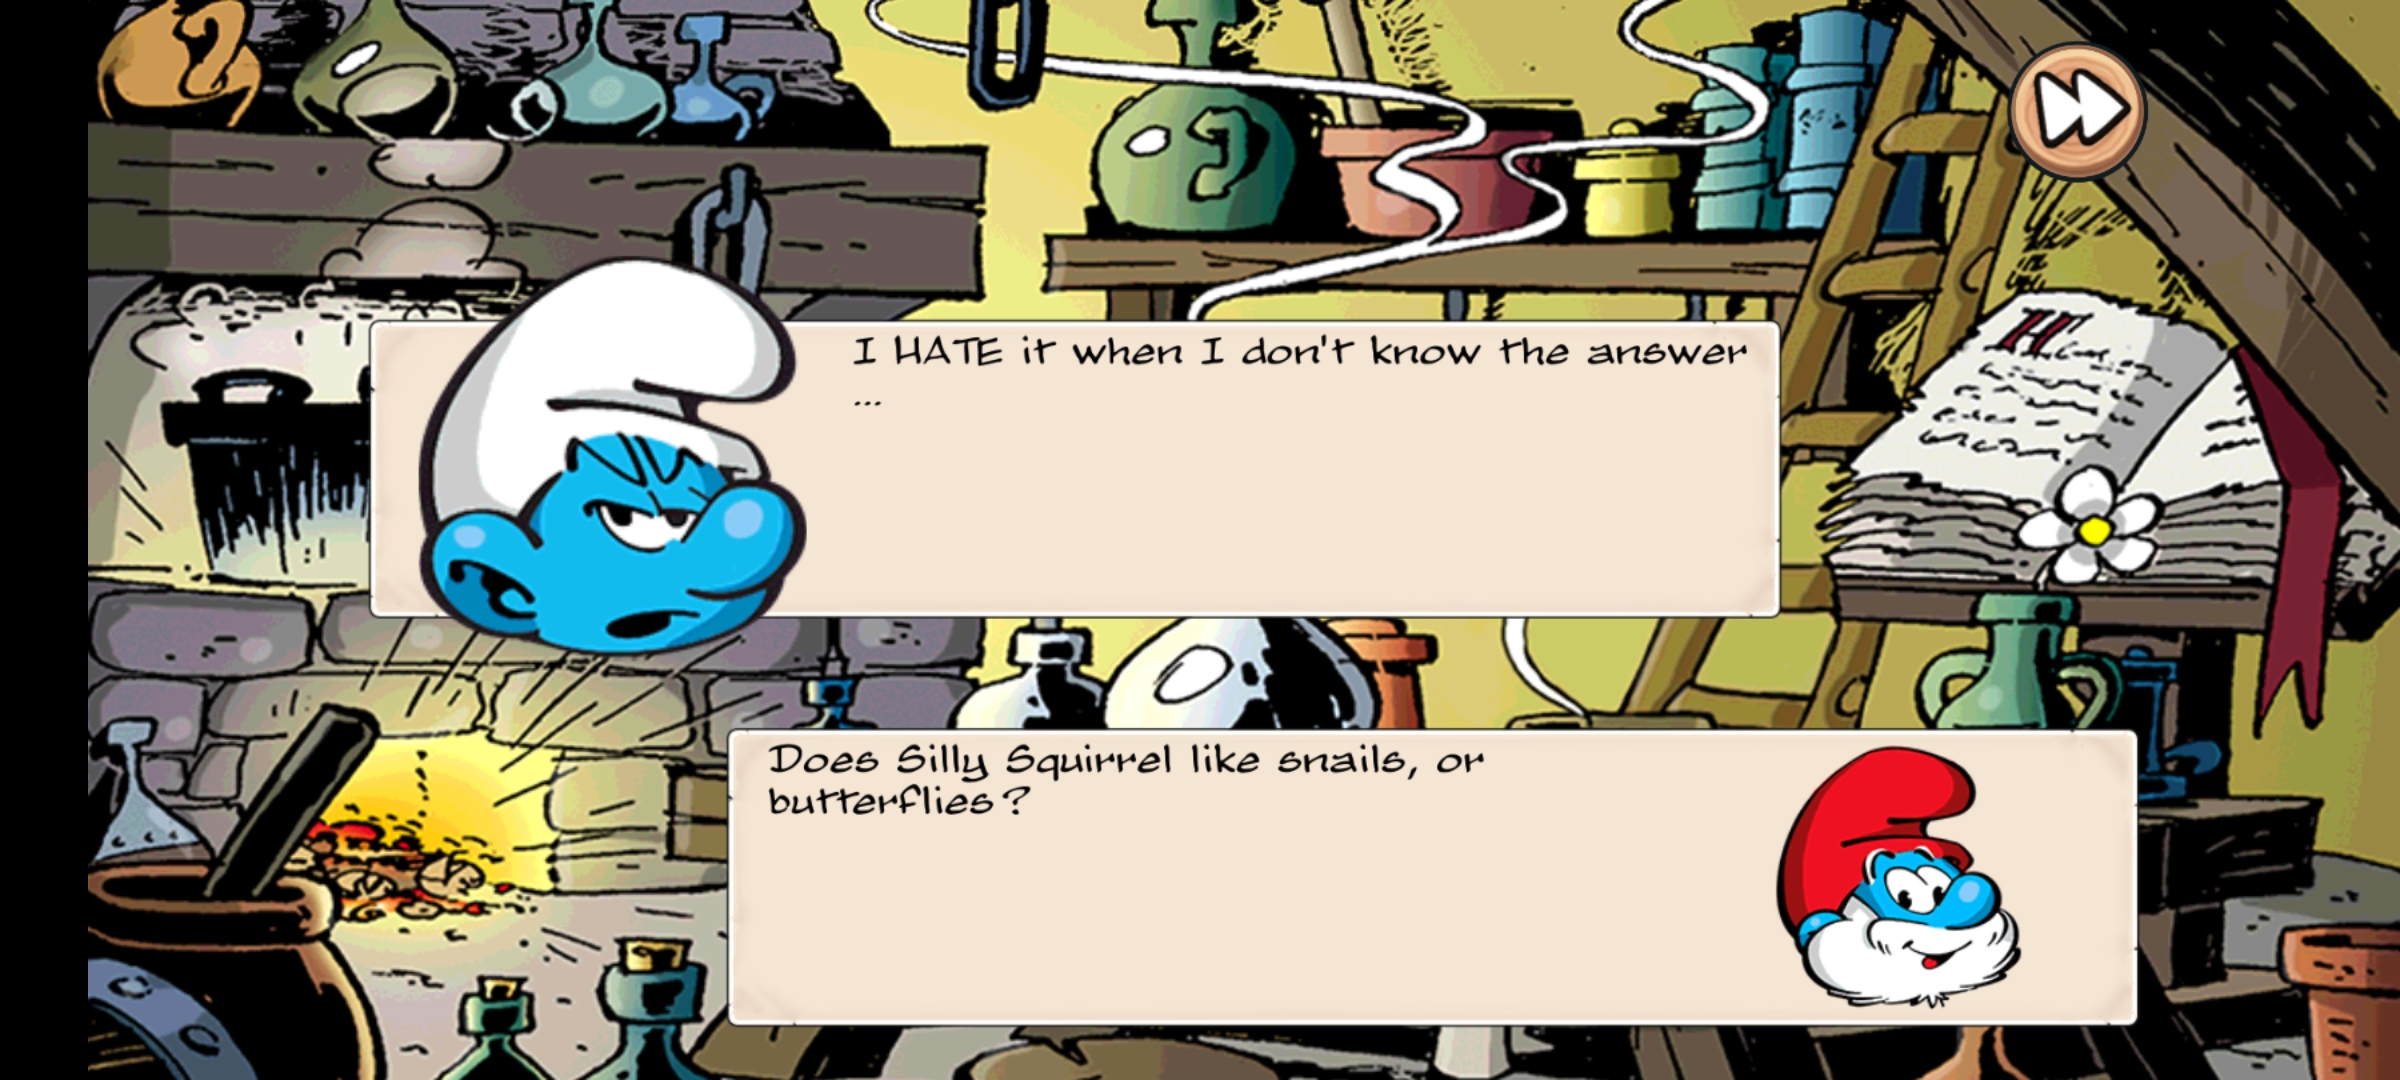 I HATE it when I don't know the answer
...
Does Silly Squirrel like snails, or
butterflies?